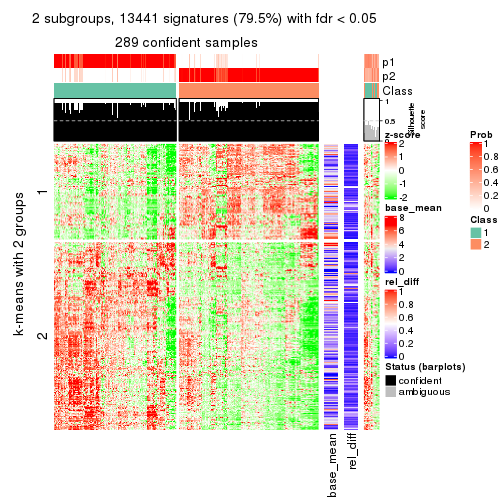 2 subgroups, 13441 signatures (79.5%) with fdr < 0.05
289 confident samples
p1
p2
Class
1
0.5
0
Silhouette
score
k-means with 2 groups
1
2
z-score
2
1
0
-1
-2
base_mean
8
6
4
2
0
rel_diff
1
0.8
0.6
0.4
0.2
0
Status (barplots)
confident
ambiguous
Prob
1
0.8
0.6
0.4
0.2
0
Class
1
2
base_mean
rel_diff